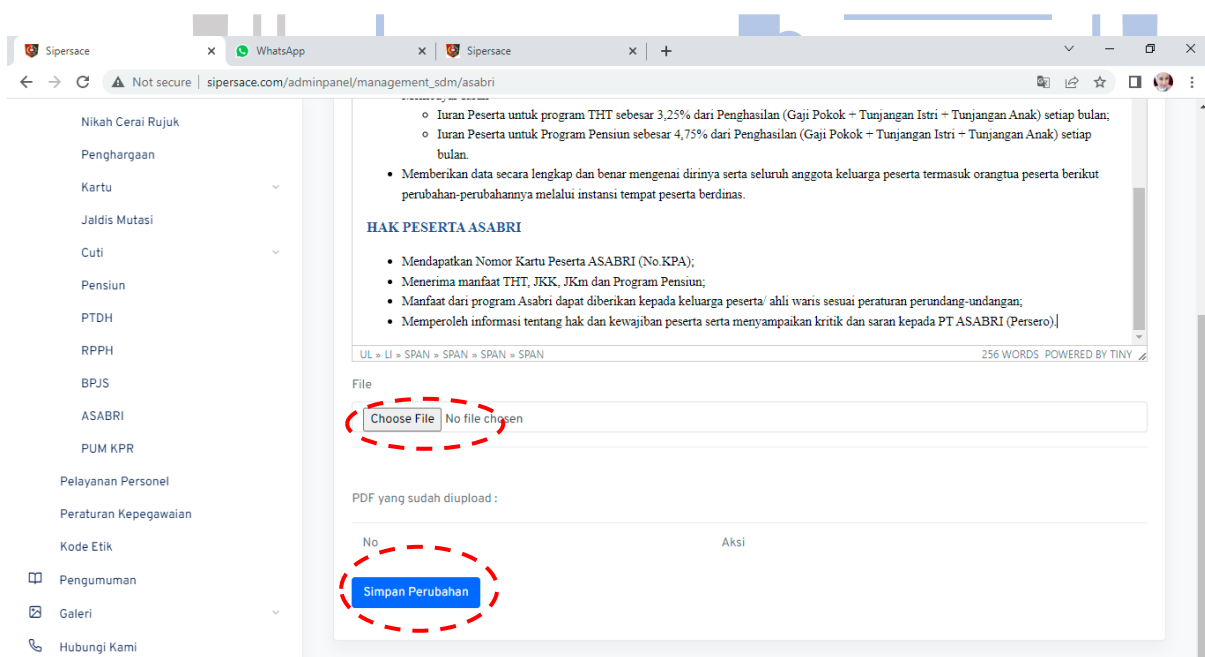 Sipersace
WhatsApp
Sipersace
Not secure
sipersace.com/adminpanel/management_sdm/asabri
Nikah Cerai Rujuk
Penghargaan
Kartu
Jaldis Mutasi
Cuti
Pensiun
PTDH
RPPH
BPJS
ASABRI
PUM KPR
Pelayanan Personel
Peraturan Kepegawaian
Kode Etik
Pengumuman
Galeri
Hubungi Kami
Iuran Peserta untuk program THT sebesar 3,25% dari Penghasilan (Gaji Pokok + Tunjangan Istri + Tunjangan Anak) setiap bulan;
Iuran Peserta untuk Program Pensiun sebesar 4,75% dari Penghasilan (Gaji Pokok + Tunjangan Istri + Tunjangan Anak) setiap
bulan.
Memberikan data secara lengkap dan benar mengenai dirinya serta seluruh anggota keluarga peserta termasuk orangtua peserta berikut
perubahan-perubahannya melalui instansi tempat peserta berdinas.
HAK PESERTA ASABRI
Mendapatkan Nomor Kartu Peserta ASABRI (No.KPA);
Menerima manfaat THT, JKK, JKm dan Program Pensiun;
Manfaat dari program Asabri dapat diberikan kepada keluarga peserta/ ahli waris sesuai peraturan perundang-undangan;
Memperoleh informasi tentang hak dan kewajiban peserta serta menyampaikan kritik dan saran kepada PT ASABRI (Persero).
UL » LI » SPAN » SPAN » SPAN » SPAN
256 WORDS POWERED BY TINY
File
Choose File No file chosen
PDF yang sudah diupload :
No Aksi
Simpan Perubahan